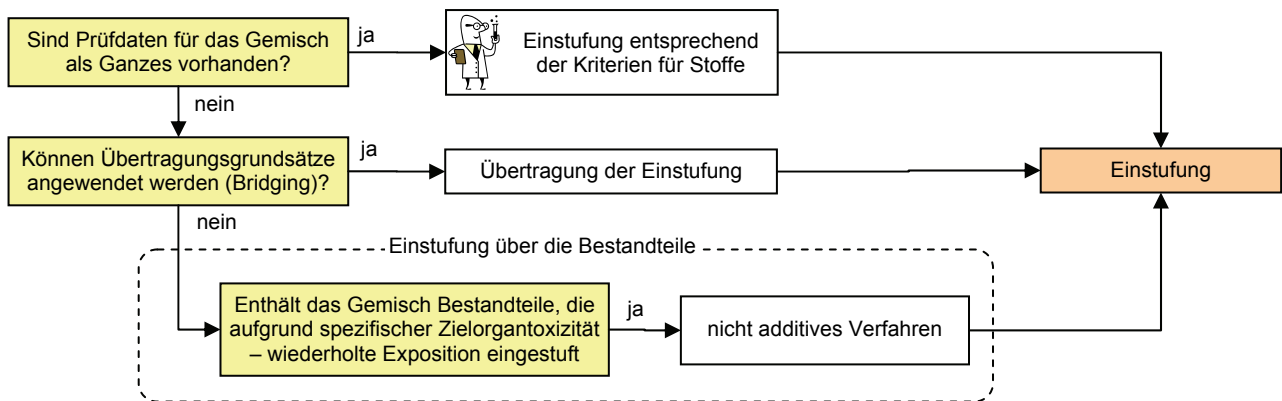 Sind Prüfdaten für das Gemisch
als Ganzes vorhanden?
ja
Einstufung entsprechend
der Kriterien für Stoffe
nein
Können Übertragungsgrundsätze
angewendet werden (Bridging)?
ja
Übertragung der Einstufung
Einstufung
nein
Einstufung über die Bestandteile
Enthält das Gemisch Bestandteile, die
aufgrund spezifischer Zielorgantoxizität
– wiederholte Exposition eingestuft
ja
nicht additives Verfahren